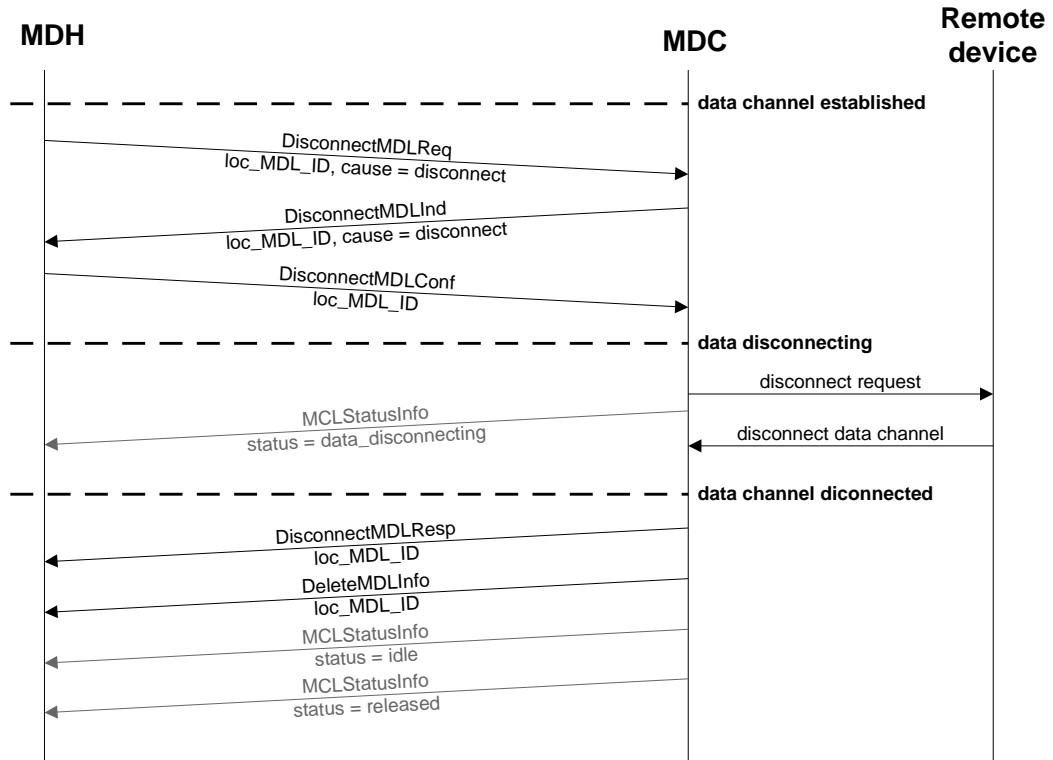 MDH
MDC
Remote
device
data channel established
DisconnectMDLReq
loc_MDL_ID, cause = disconnect
DisconnectMDLInd
loc_MDL_ID, cause = disconnect
DisconnectMDLConf
loc_MDL_ID
data disconnecting
disconnect request
MCLStatusInfo
status = data_disconnecting
disconnect data channel
data channel diconnected
DisconnectMDLResp
loc_MDL_ID
DeleteMDLInfo
loc_MDL_ID
MCLStatusInfo
status = idle
MCLStatusInfo
status = released